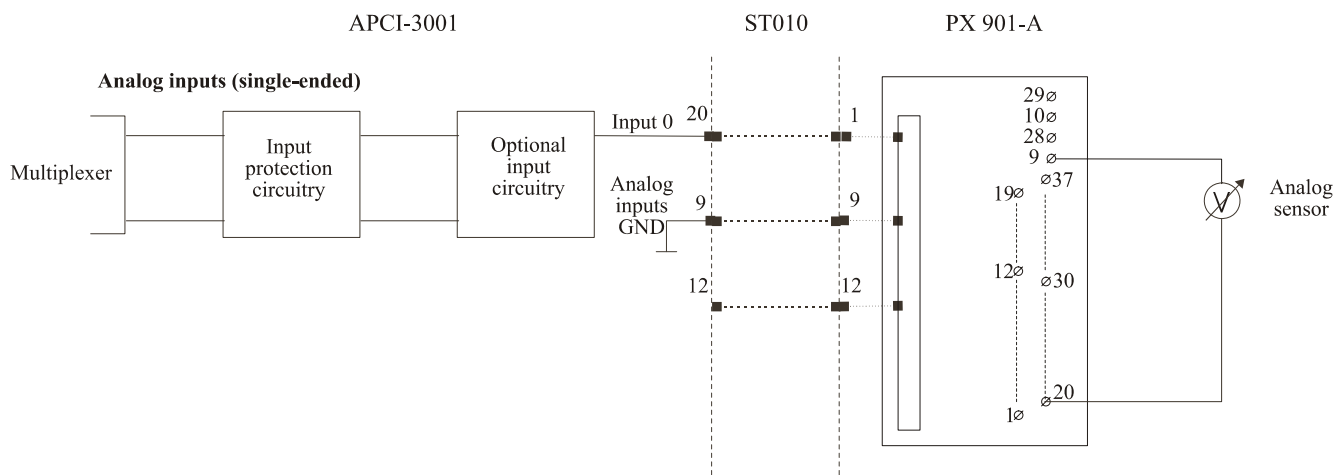 APCI-3001
ST010
PX 901-A
Analog inputs (single-ended)
Multiplexer
Input
protection
circuitry
Optional
input
circuitry
Input 0
20
1
Analog
inputs
GND
9
9
12
12
29
10
28
9
37
19
12
30
20
1
V
Analog
sensor